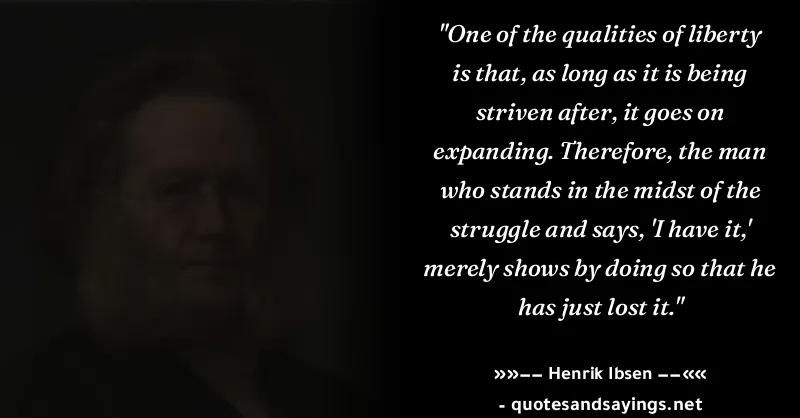 "One of the qualities of liberty
is that, as long as it is being
striven after, it goes on
expanding. Therefore, the man
who stands in the midst of the
struggle and says, 'I have it,'
merely shows by doing so that he
has just lost it."
»»−− Henrik Ibsen −−««
- quotesandsayings.net